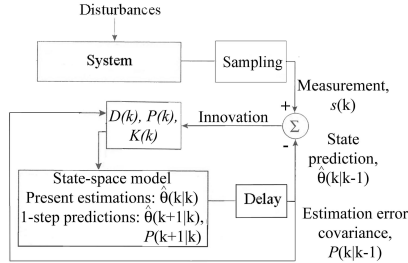 Disturbances
System
Sampling
Measurement,
s(k)
+
Σ
-
Innovation
D(k), P(k),
K(k)
State
prediction,
θ̂(k|k-1)
State-space model
Present estimations: θ̂(k|k)
1-step predictions: θ̂(k+1|k),
P(k+1|k)
Delay
Estimation error
covariance,
P(k|k-1)